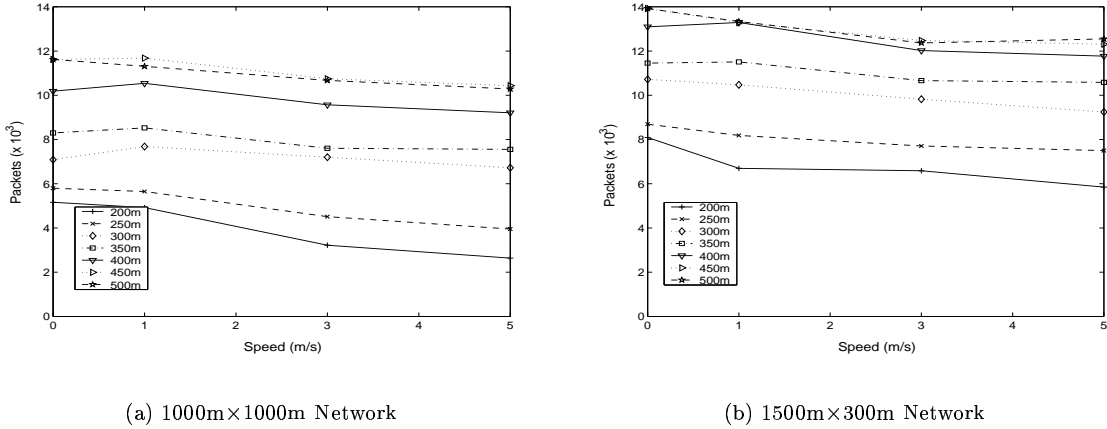 14
12
10
8
6
4
2
0
Packets (x 10^3)
200m
250m
300m
350m
400m
450m
500m
0 1 2 3 4 5
Speed (m/s)
(a) 1000m×1000m Network
14
12
10
8
6
4
2
0
Packets (x 10^3)
200m
250m
300m
350m
400m
450m
500m
0 1 2 3 4 5
Speed (m/s)
(b) 1500m×300m Network